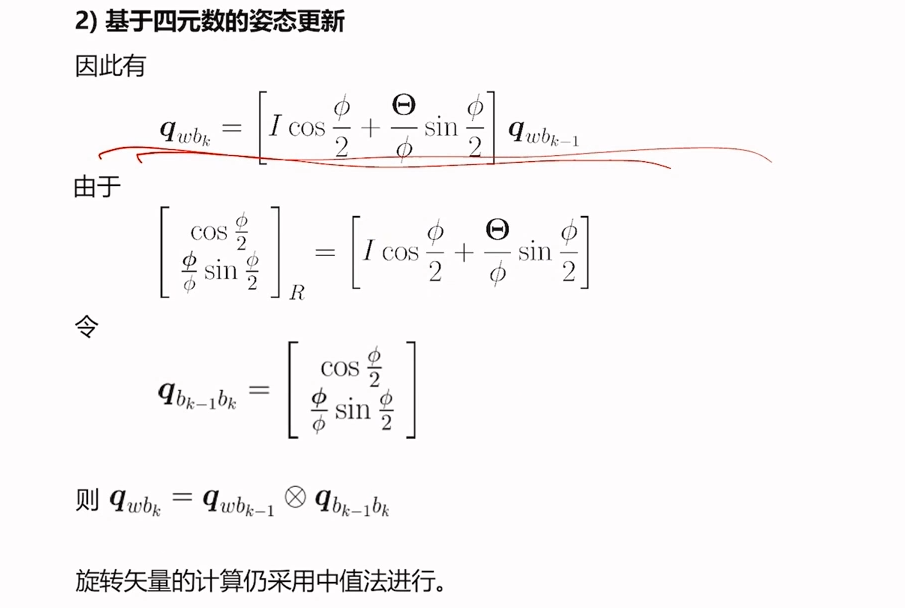 2) 基于四元数的姿态更新
因此有
$\boldsymbol{q}_{wb_k} = \left[ I \cos \frac{\phi}{2} + \frac{\boldsymbol{\Theta}}{\phi} \sin \frac{\phi}{2} \right] \boldsymbol{q}_{wb_{k-1}}$
由于
$\begin{bmatrix} \cos \frac{\phi}{2} \\ \frac{\boldsymbol{\phi}}{\phi} \sin \frac{\phi}{2} \end{bmatrix}_R = \left[ I \cos \frac{\phi}{2} + \frac{\boldsymbol{\Theta}}{\phi} \sin \frac{\phi}{2} \right]$
令
$\boldsymbol{q}_{b_{k-1}b_k} = \begin{bmatrix} \cos \frac{\phi}{2} \\ \frac{\boldsymbol{\phi}}{\phi} \sin \frac{\phi}{2} \end{bmatrix}$
则 $\boldsymbol{q}_{wb_k} = \boldsymbol{q}_{wb_{k-1}} \otimes \boldsymbol{q}_{b_{k-1}b_k}$
旋转矢量的计算仍采用中值法进行。